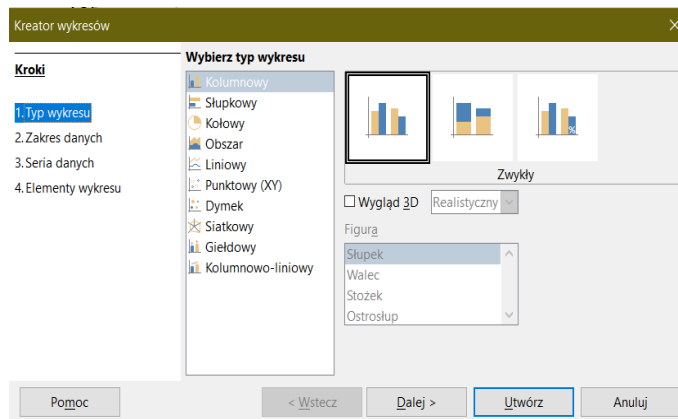 Kreator wykresów
Kroki
1.Typ wykresu
2.Zakres danych
3.Seria danych
4.Elementy wykresu
Wybierz typ wykresu
Kolumnowy
Słupkowy
Kołowy
Obszar
Liniowy
Punktowy (XY)
Dymek
Siatkowy
Giełdowy
Kolumnowo-liniowy
%
Zwykły
Wygląd 3D
Realistyczny
Figura
Słupek
Walec
Stożek
Ostrosłup
Pomoc
< Wstecz
Dalej >
Utwórz
Anuluj